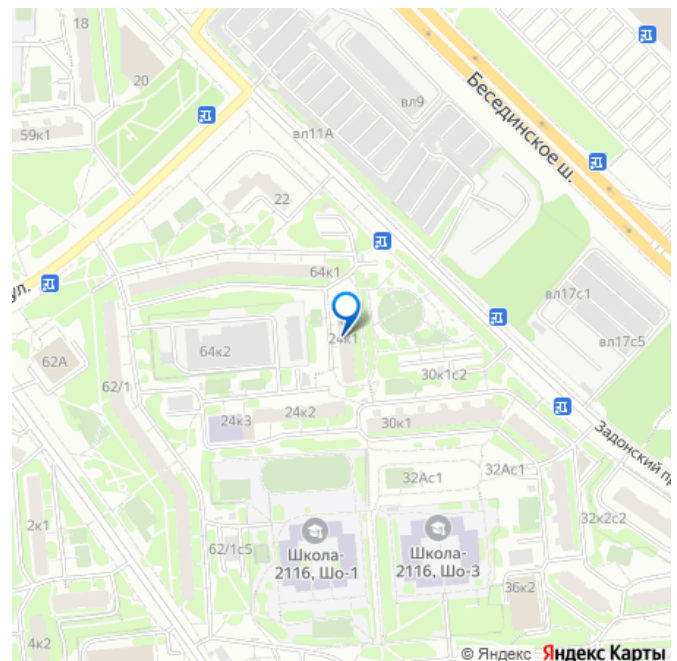 18
20
вл9
Бесединское ш.
59к1
вл11А
22
ул.
64к1
вл17с1
62А
24к1
вл17с5
64к2
62/1
30к1с2
24к2
24к3
30к1
Задонский пр
32Ас1
32Ас1
2к1
32к2с2
62/1с5
Школа-
2116, Шо-1
Школа-
2116, Шо-3
36к2
4к2
© Яндекс Яндекс Карты